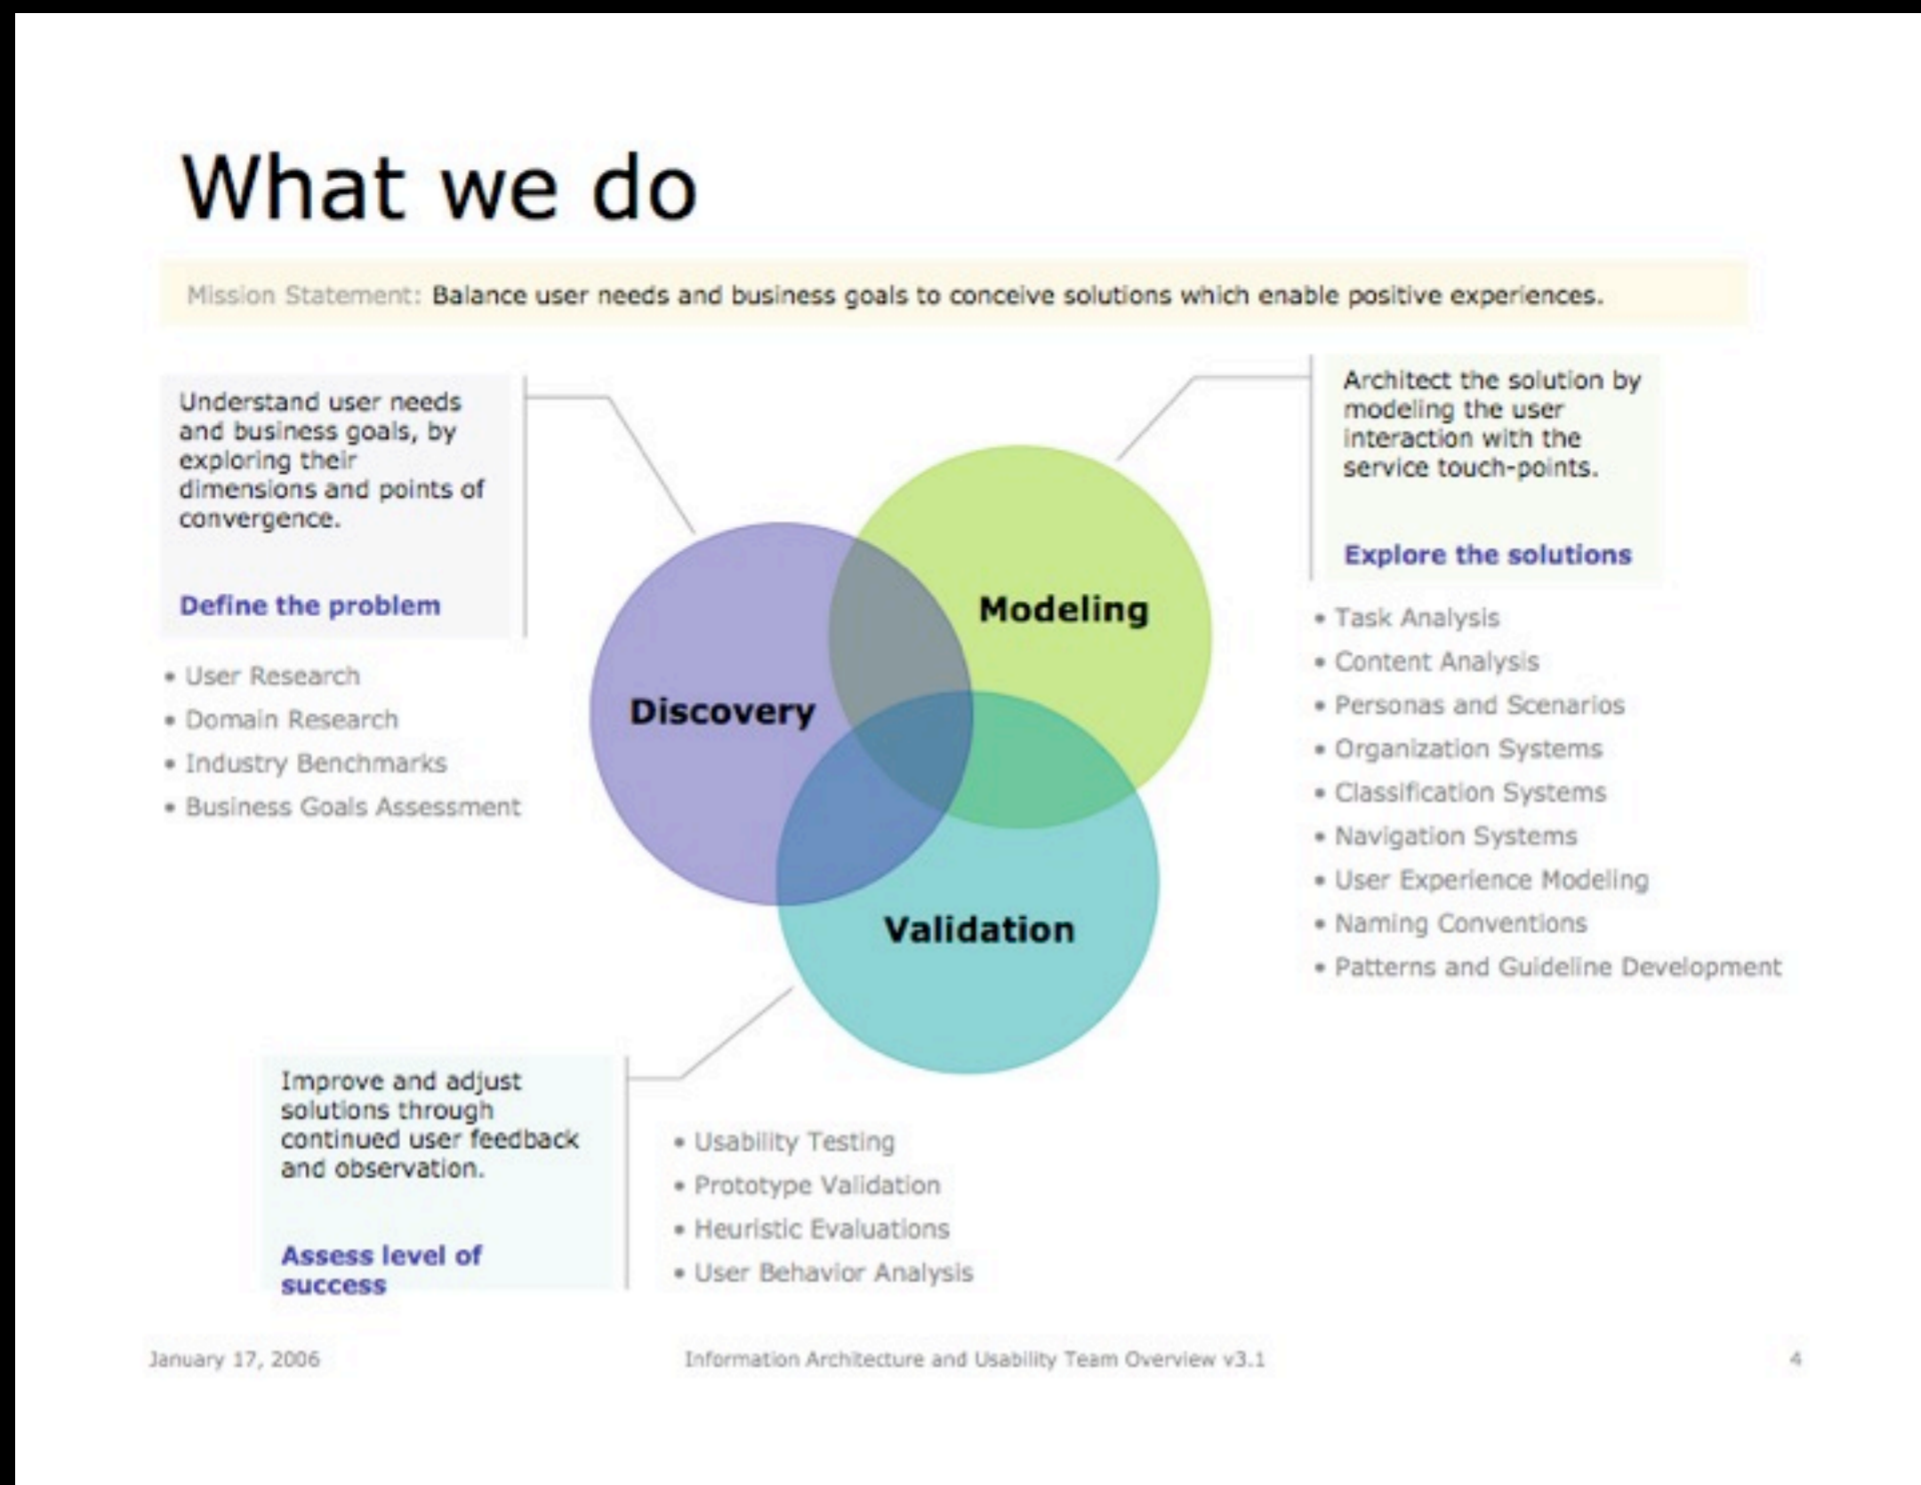 What we do
Mission Statement: Balance user needs and business goals to conceive solutions which enable positive experiences.
Understand user needs
and business goals, by
exploring their
dimensions and points of
convergence.
Define the problem
• User Research
• Domain Research
• Industry Benchmarks
• Business Goals Assessment
Discovery
Modeling
Validation
Architect the solution by
modeling the user
interaction with the
service touch-points.
Explore the solutions
• Task Analysis
• Content Analysis
• Personas and Scenarios
• Organization Systems
• Classification Systems
• Navigation Systems
• User Experience Modeling
• Naming Conventions
• Patterns and Guideline Development
Improve and adjust
solutions through
continued user feedback
and observation.
Assess level of
success
• Usability Testing
• Prototype Validation
• Heuristic Evaluations
• User Behavior Analysis
January 17, 2006
Information Architecture and Usability Team Overview v3.1
4